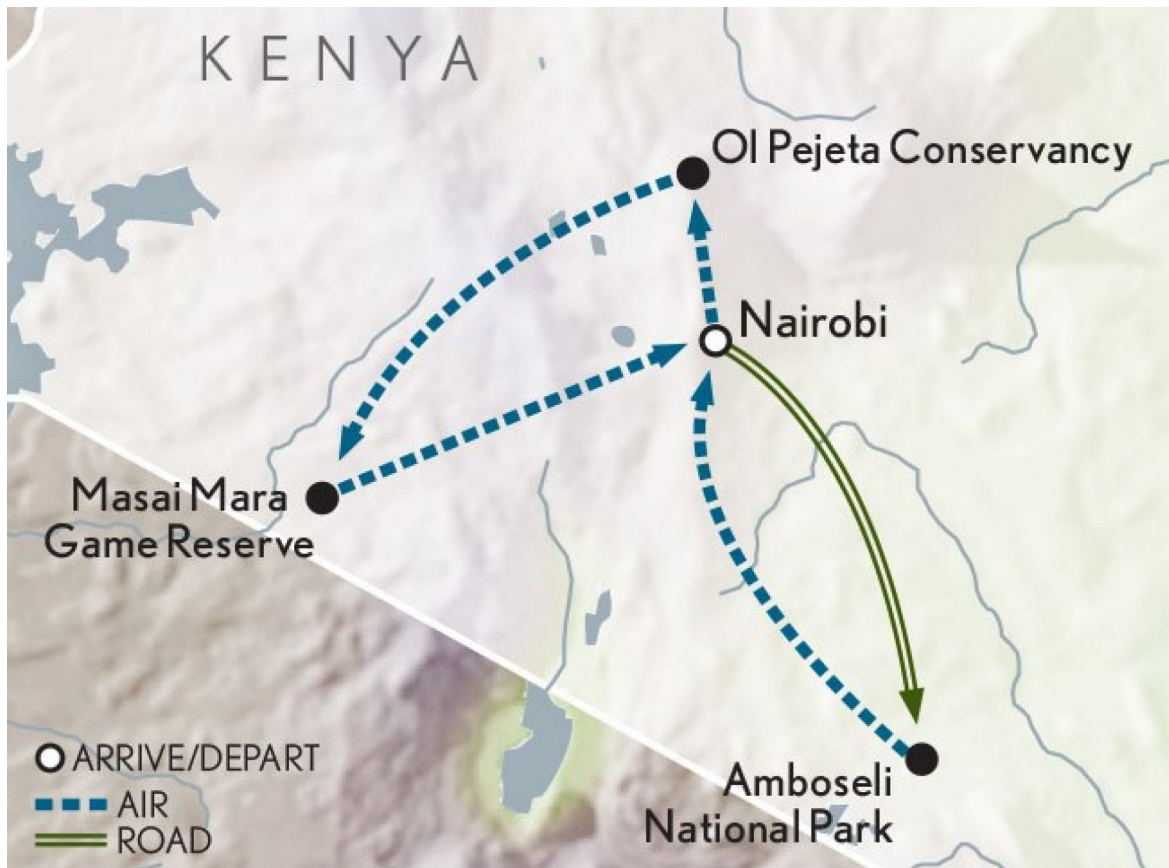 KENYA
Ol Pejeta Conservancy
Nairobi
Masai Mara
Game Reserve
Amboseli
National Park
ARRIVE/DEPART
AIR
ROAD